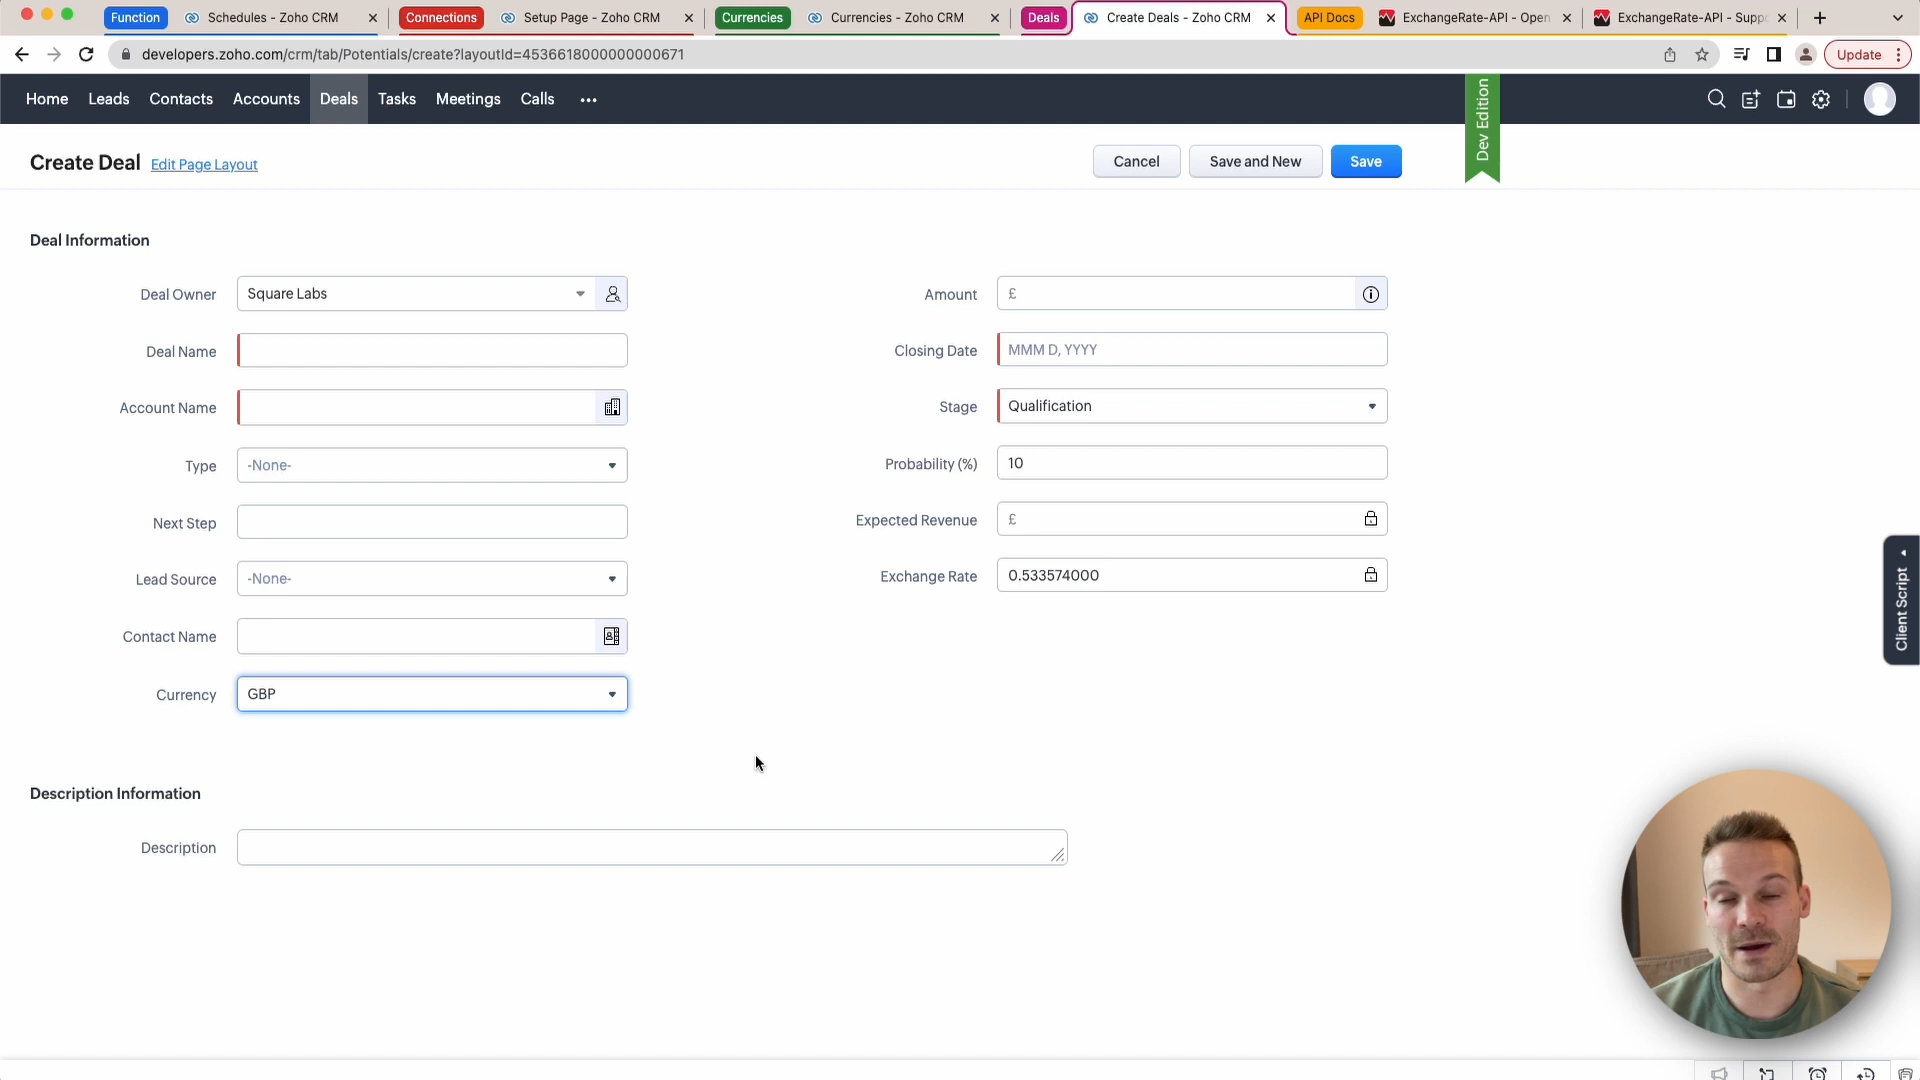 Function Schedules - Zoho CRM Connections Setup Page - Zoho CRM Currencies Currencies - Zoho CRM Deals Create Deals - Zoho CRM API Docs ExchangeRate-API - Open ExchangeRate-API - Supp
developers.zoho.com/crm/tab/Potentials/create?layoutId=4536618000000000671 Update
Home Leads Contacts Accounts Deals Tasks Meetings Calls
Dev Edition
Create Deal Edit Page Layout Cancel Save and New Save
Deal Information
Deal Owner Square Labs Amount £
Deal Name Closing Date MMM D, YYYY
Account Name Stage Qualification
Type -None- Probability (%) 10
Next Step Expected Revenue £
Lead Source -None- Exchange Rate 0.533574000
Client Script
Contact Name
Currency GBP
Description Information
Description